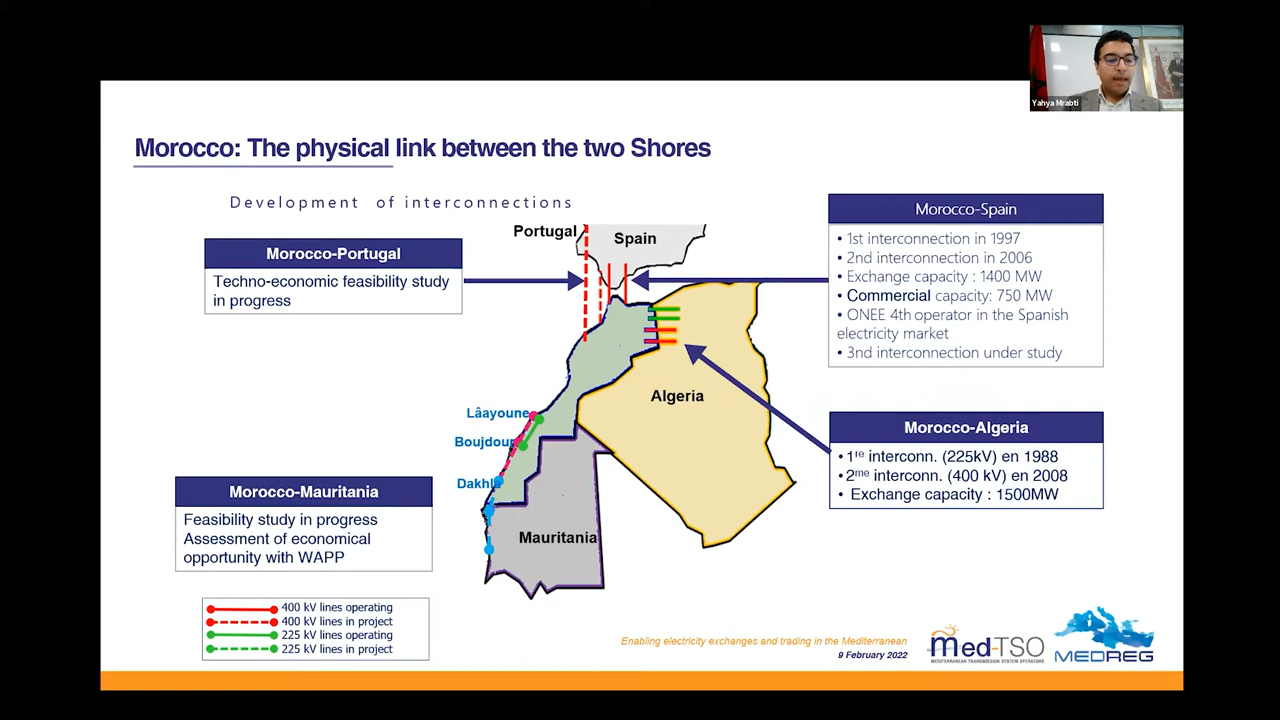 Yahya Mrabti
Morocco: The physical link between the two Shores
Development of interconnections
Portugal
Spain
Morocco-Portugal
Techno-economic feasibility study
in progress
Morocco-Spain
• 1st interconnection in 1997
• 2nd interconnection in 2006
• Exchange capacity : 1400 MW
• Commercial capacity: 750 MW
• ONEE 4th operator in the Spanish
electricity market
• 3nd interconnection under study
Algeria
Lâayoune
Boujdour
Dakhla
Mauritania
Morocco-Algeria
• 1re interconn. (225kV) en 1988
• 2me interconn. (400 kV) en 2008
• Exchange capacity : 1500MW
Morocco-Mauritania
Feasibility study in progress
Assessment of economical
opportunity with WAPP
400 kV lines operating
400 kV lines in project
225 kV lines operating
225 kV lines in project
Enabling electricity exchanges and trading in the Mediterranean
9 February 2022
Med-TSO
MEDITERRANEAN TRANSMISSION SYSTEM OPERATORS
MEDREG